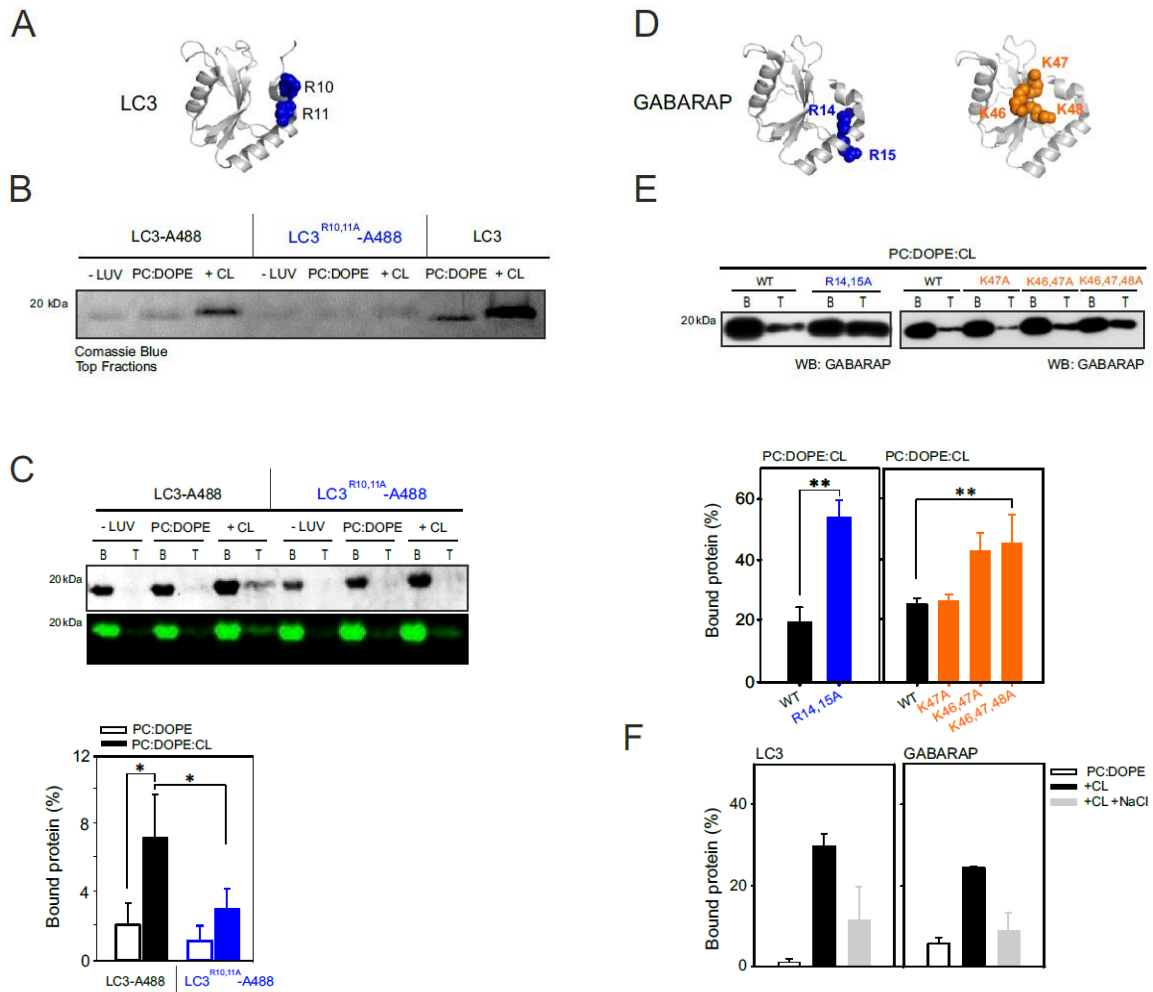 A
LC3
R10
R11
B
LC3-A488 LC3R10,11A-A488 LC3
- LUV PC:DOPE + CL - LUV PC:DOPE + CL PC:DOPE + CL
20 kDa
Comassie Blue
Top Fractions
C
LC3-A488 LC3R10,11A-A488
- LUV PC:DOPE + CL - LUV PC:DOPE + CL
B T B T B T B T B T B T
20 kDa
20 kDa
PC:DOPE
PC:DOPE:CL
Bound protein (%)
12
8
4
0
* *
LC3-A488 LC3R10,11A-A488
D
GABARAP
R14
R15
K47
K46 K48
E
PC:DOPE:CL
WT R14,15A WT K47A K46,47A K46,47,48A
B T B T B T B T B T B T
20 kDa
WB: GABARAP WB: GABARAP
PC:DOPE:CL PC:DOPE:CL
Bound protein (%)
60
40
20
0
** **
WT R14,15A WT K47A K46,47A K46,47,48A
F
LC3 GABARAP
PC:DOPE
+CL
+CL +NaCl
Bound protein (%)
40
20
0